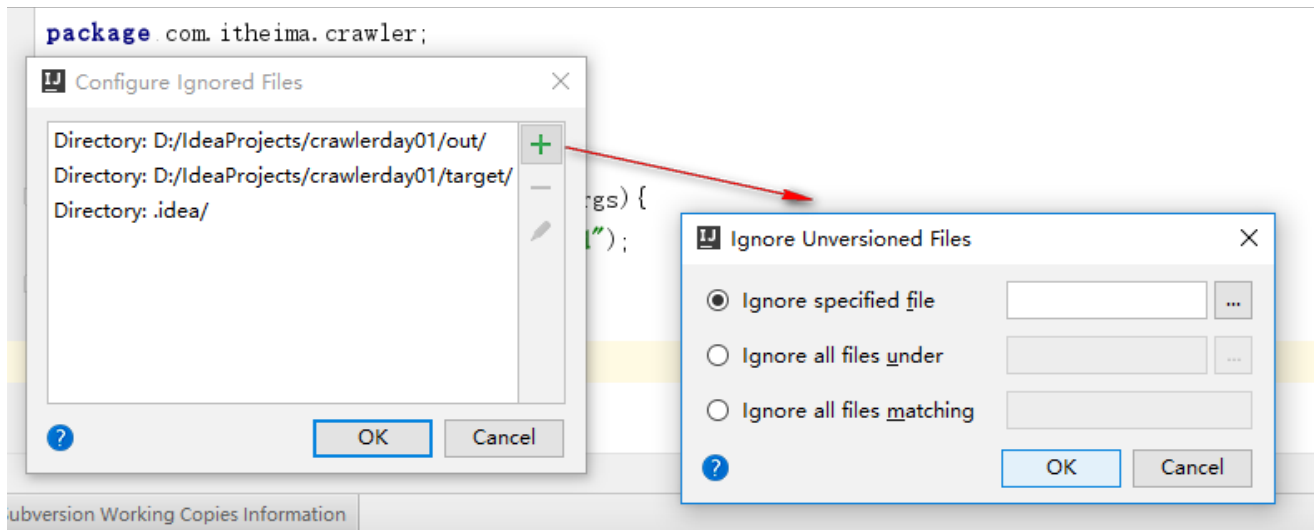 package com.itheima.crawler;
Configure Ignored Files
Directory: D:/IdeaProjects/crawlerday01/out/
Directory: D:/IdeaProjects/crawlerday01/target/
Directory: .idea/
OK
Cancel
rgs){
");
Ignore Unversioned Files
Ignore specified file
...
Ignore all files under
...
Ignore all files matching
OK
Cancel
Subversion Working Copies Information